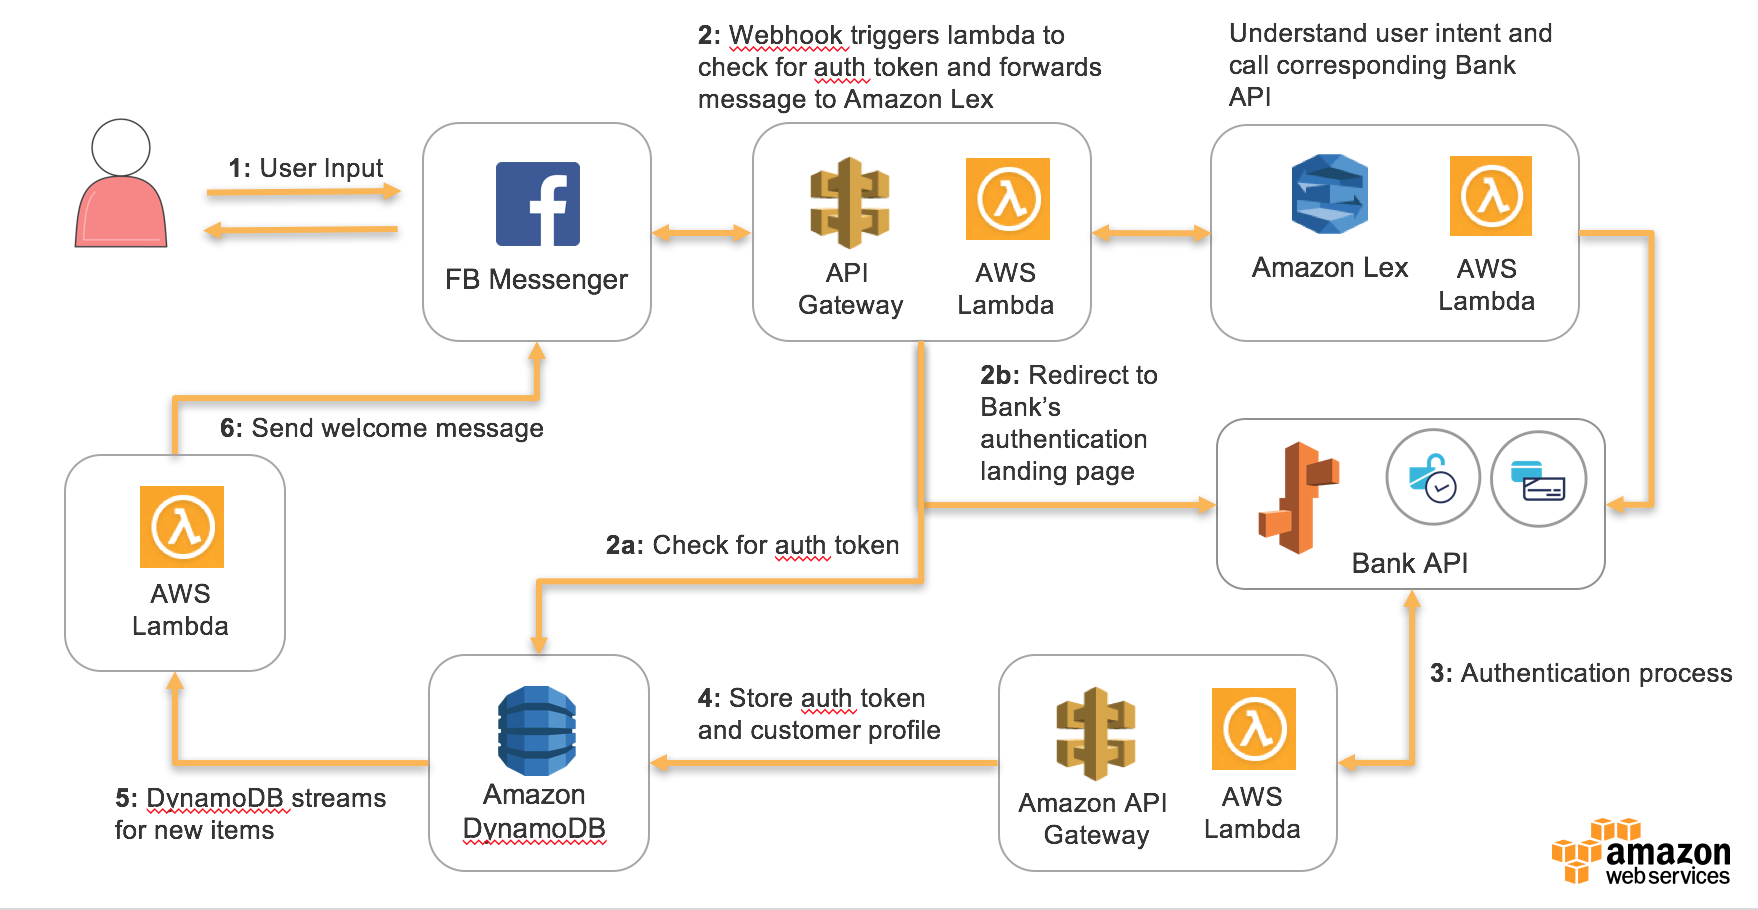 2: Webhook triggers lambda to
check for auth token and forwards
message to Amazon Lex
Understand user intent and
call corresponding Bank
API
1: User Input
FB Messenger
API
Gateway
AWS
Lambda
Amazon Lex
AWS
Lambda
2b: Redirect to
Bank's
authentication
landing page
6: Send welcome message
AWS
Lambda
2a: Check for auth token
Bank API
3: Authentication process
4: Store auth token
and customer profile
5: DynamoDB streams
for new items
Amazon
DynamoDB
Amazon API
Gateway
AWS
Lambda
amazon
web services